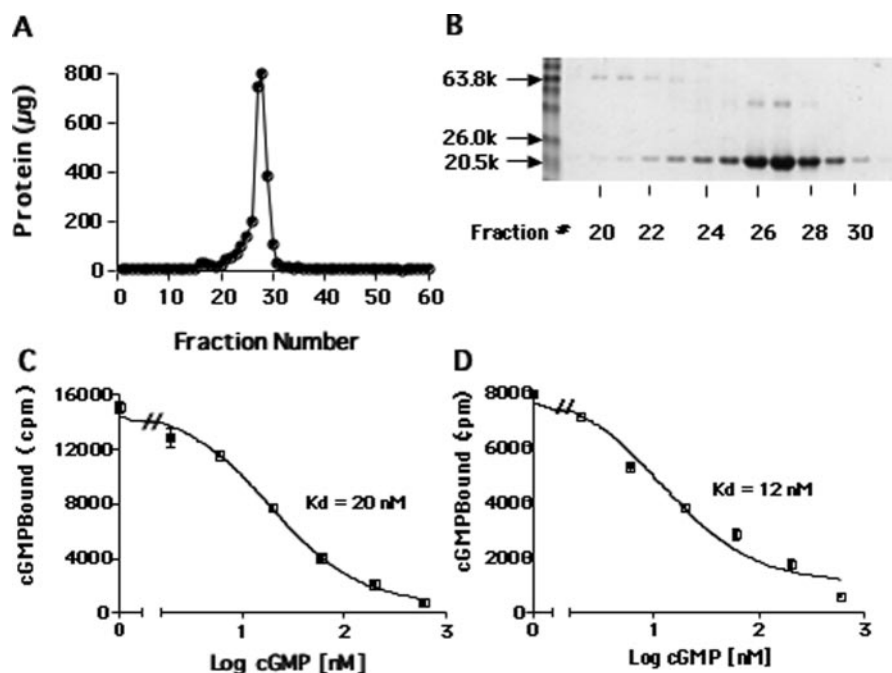 A
Protein (µg)
800
600
400
200
0
0 10 20 30 40 50 60
Fraction Number
B
63.8k
26.0k
20.5k
Fraction # 20 22 24 26 28 30
C
cGMPBound (cpm)
16000
12000
8000
4000
0
Kd = 20 nM
0 1 2 3
Log cGMP [nM]
D
cGMPBound (cpm)
8000
6000
4000
2000
0
Kd = 12 nM
0 1 2 3
Log cGMP [nM]